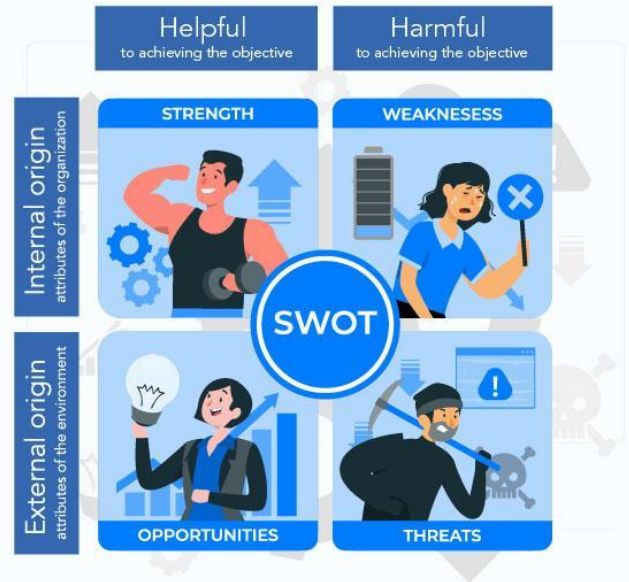 Helpful
to achieving the objective
Harmful
to achieving the objective
Internal origin
attributes of the organization
STRENGTH
WEAKNESESS
SWOT
External origin
attributes of the environment
!
OPPORTUNITIES
THREATS